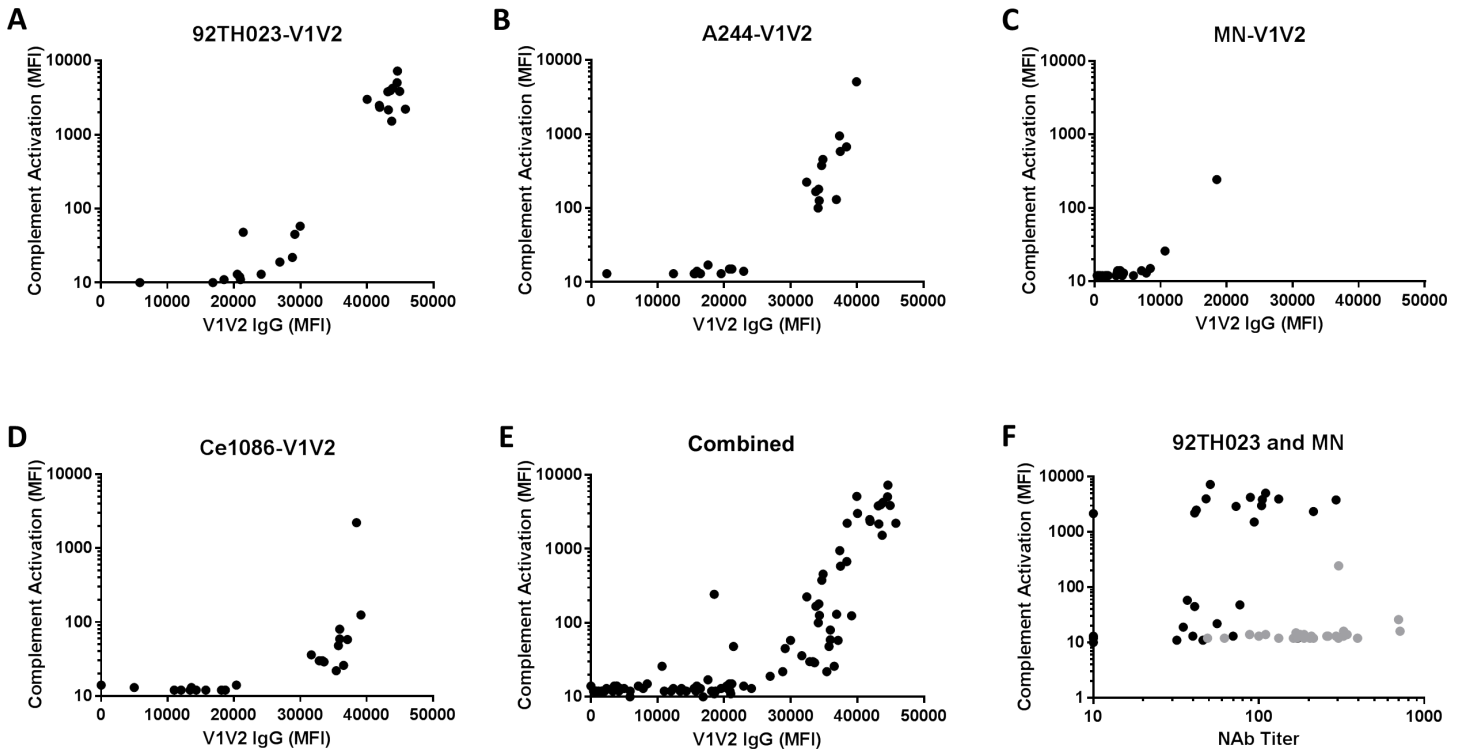 A
92TH023-V1V2
Complement Activation (MFI)
10000
1000
100
10
0 10000 20000 30000 40000 50000
V1V2 IgG (MFI)
B
A244-V1V2
Complement Activation (MFI)
10000
1000
100
10
0 10000 20000 30000 40000 50000
V1V2 IgG (MFI)
C
MN-V1V2
Complement Activation (MFI)
10000
1000
100
10
0 10000 20000 30000 40000 50000
V1V2 IgG (MFI)
D
Ce1086-V1V2
Complement Activation (MFI)
10000
1000
100
10
0 10000 20000 30000 40000 50000
V1V2 IgG (MFI)
E
Combined
Complement Activation (MFI)
10000
1000
100
10
0 10000 20000 30000 40000 50000
V1V2 IgG (MFI)
F
92TH023 and MN
Complement Activation (MFI)
10000
1000
100
10
1
10 100 1000
NAb Titer